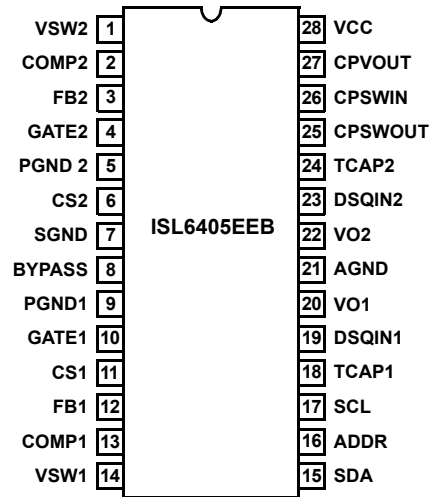 VSW2 1 28 VCC
COMP2 2 27 CPVOUT
FB2 3 26 CPSWIN
GATE2 4 25 CPSWOUT
PGND 2 5 24 TCAP2
CS2 6 23 DSQIN2
SGND 7 ISL6405EEB 22 VO2
BYPASS 8 21 AGND
PGND1 9 20 VO1
GATE1 10 19 DSQIN1
CS1 11 18 TCAP1
FB1 12 17 SCL
COMP1 13 16 ADDR
VSW1 14 15 SDA